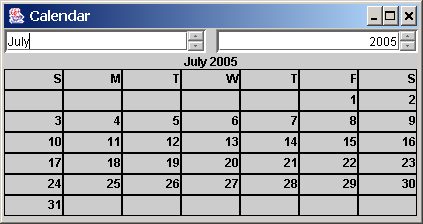 Calendar
July 2005
July 2005
S M T W T F S
1 2
3 4 5 6 7 8 9
10 11 12 13 14 15 16
17 18 19 20 21 22 23
24 25 26 27 28 29 30
31